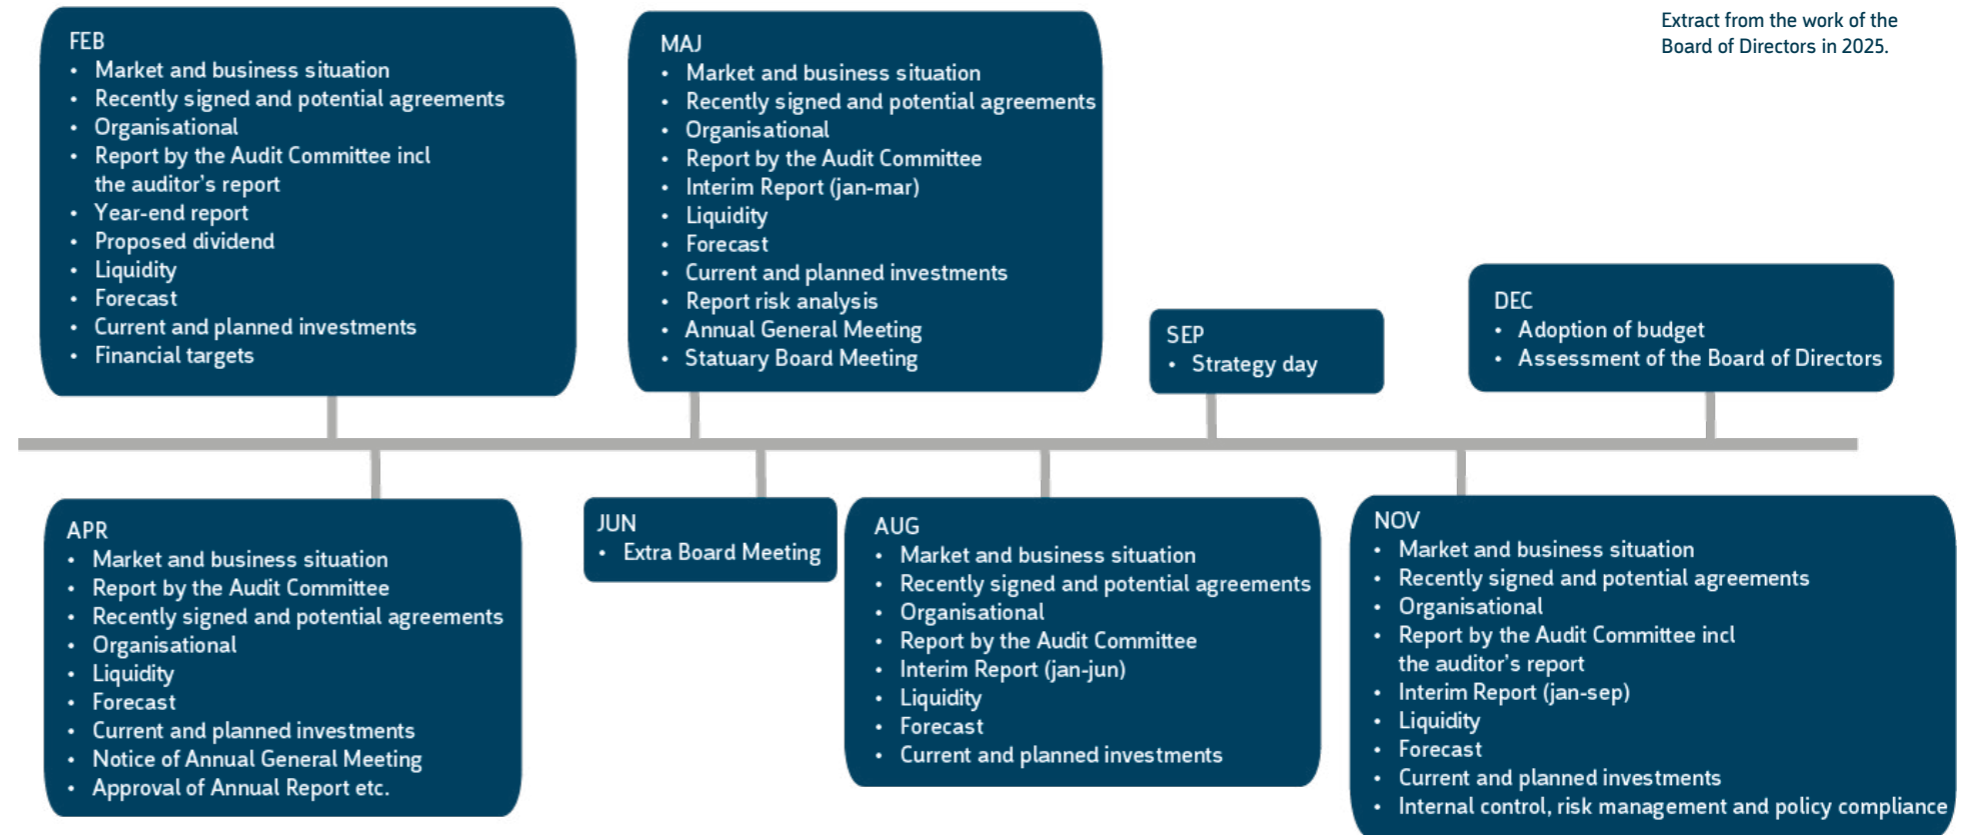 Extract from the work of the
Board of Directors in 2025.
FEB
• Market and business situation
• Recently signed and potential agreements
• Organisational
• Report by the Audit Committee incl
the auditor's report
• Year-end report
• Proposed dividend
• Liquidity
• Forecast
• Current and planned investments
• Financial targets
MAJ
• Market and business situation
• Recently signed and potential agreements
• Organisational
• Report by the Audit Committee
• Interim Report (jan-mar)
• Liquidity
• Forecast
• Current and planned investments
• Report risk analysis
• Annual General Meeting
• Statuary Board Meeting
SEP
• Strategy day
DEC
• Adoption of budget
• Assessment of the Board of Directors
APR
• Market and business situation
• Report by the Audit Committee
• Recently signed and potential agreements
• Organisational
• Liquidity
• Forecast
• Current and planned investments
• Notice of Annual General Meeting
• Approval of Annual Report etc.
JUN
• Extra Board Meeting
AUG
• Market and business situation
• Recently signed and potential agreements
• Organisational
• Report by the Audit Committee
• Interim Report (jan-jun)
• Liquidity
• Forecast
• Current and planned investments
NOV
• Market and business situation
• Recently signed and potential agreements
• Organisational
• Report by the Audit Committee incl
the auditor's report
• Interim Report (jan-sep)
• Liquidity
• Forecast
• Current and planned investments
• Internal control, risk management and policy compliance